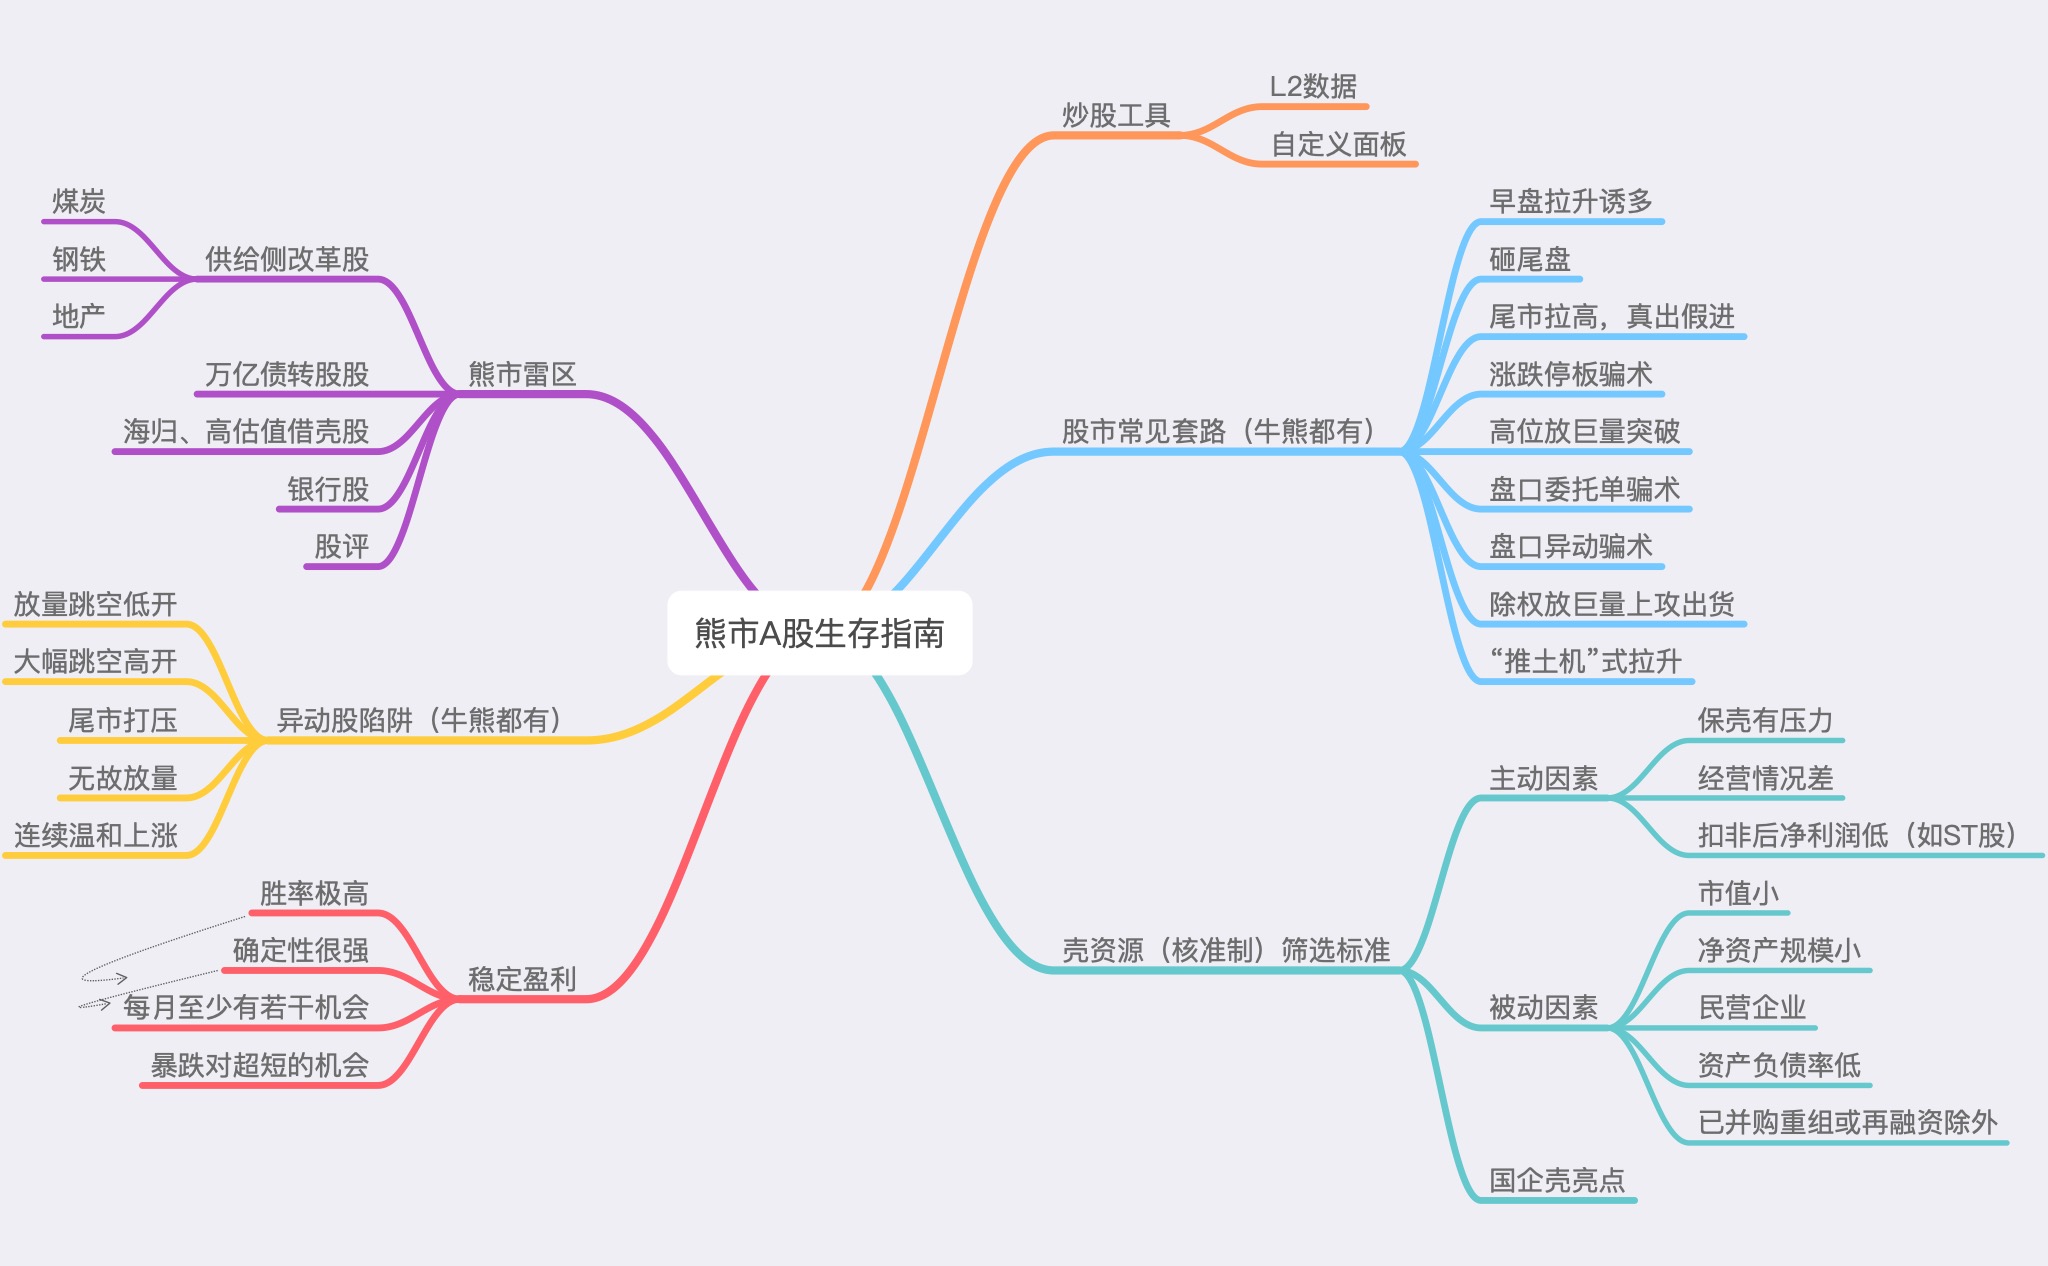 熊市A股生存指南
炒股工具
L2数据
自定义面板
股市常见套路（牛熊都有）
早盘拉升诱多
砸尾盘
尾市拉高，真出假进
涨跌停板骗术
高位放巨量突破
盘口委托单骗术
盘口异动骗术
除权放巨量上攻出货
“推土机”式拉升
壳资源（核准制）筛选标准
主动因素
保壳有压力
经营情况差
扣非后净利润低（如ST股）
被动因素
市值小
净资产规模小
民营企业
资产负债率低
已并购重组或再融资除外
国企壳亮点
熊市雷区
供给侧改革股
煤炭
钢铁
地产
万亿债转股股
海归、高估值借壳股
银行股
股评
异动股陷阱（牛熊都有）
放量跳空低开
大幅跳空高开
尾市打压
无故放量
连续温和上涨
稳定盈利
胜率极高
确定性很强
每月至少有若干机会
暴跌对超短的机会